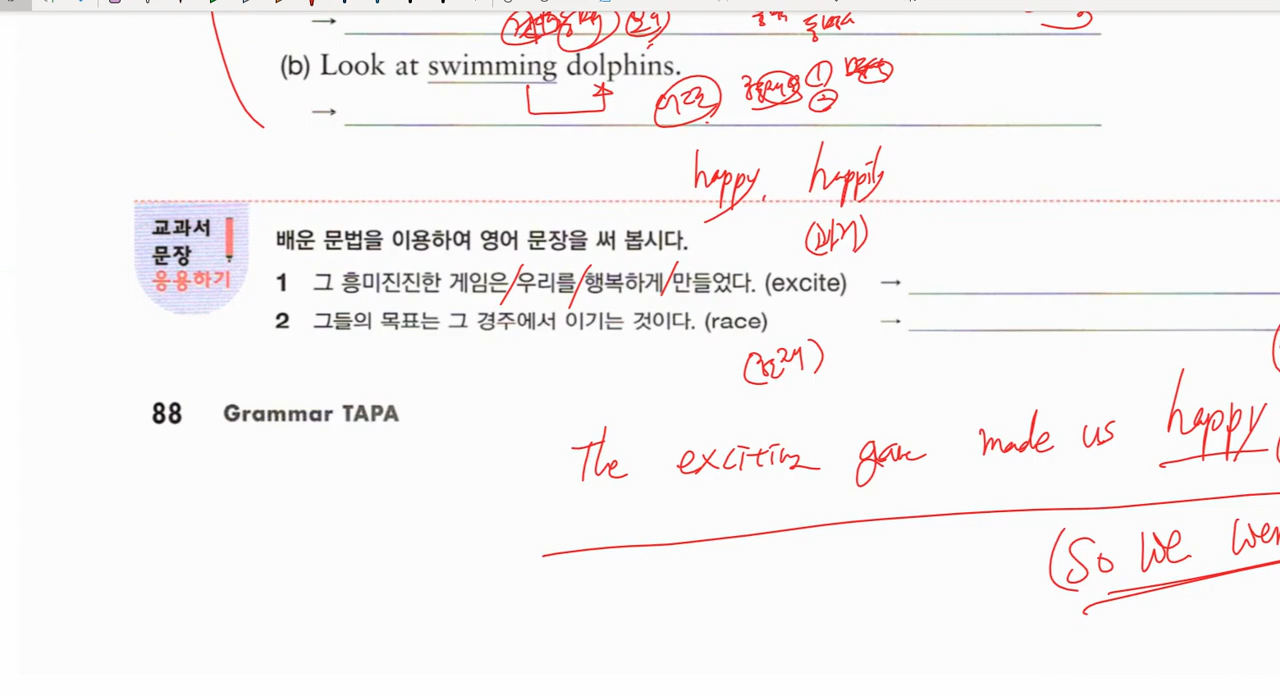 →
(b) Look at swimming dolphins.
→
①
②
happy, happily
교과서
문장
응용하기
배운 문법을 이용하여 영어 문장을 써 봅시다.
1 그 흥미진진한 게임은/우리를/행복하게/만들었다. (excite) →
2 그들의 목표는 그 경주에서 이기는 것이다. (race) →
88 Grammar TAPA
The exciting game made us happy
(So we wer